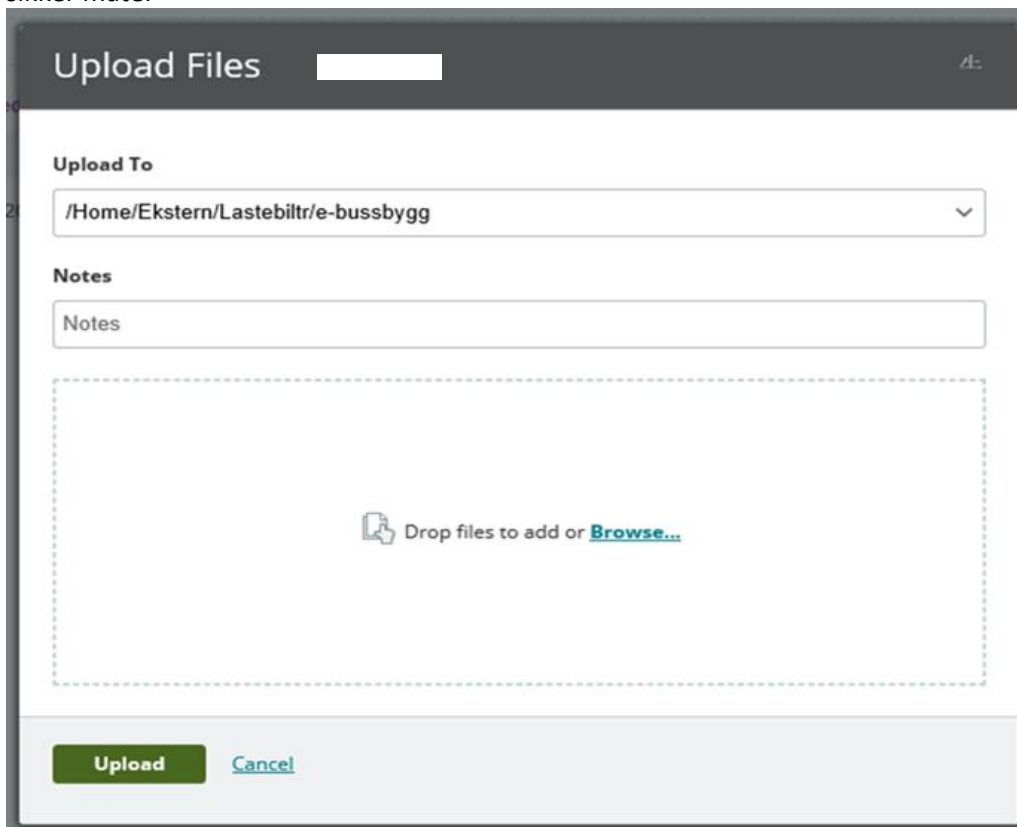 Upload Files
Upload To
/Home/Ekstern/Lastebiltr/e-bussbygg
Notes
Notes
Drop files to add or Browse...
Upload Cancel